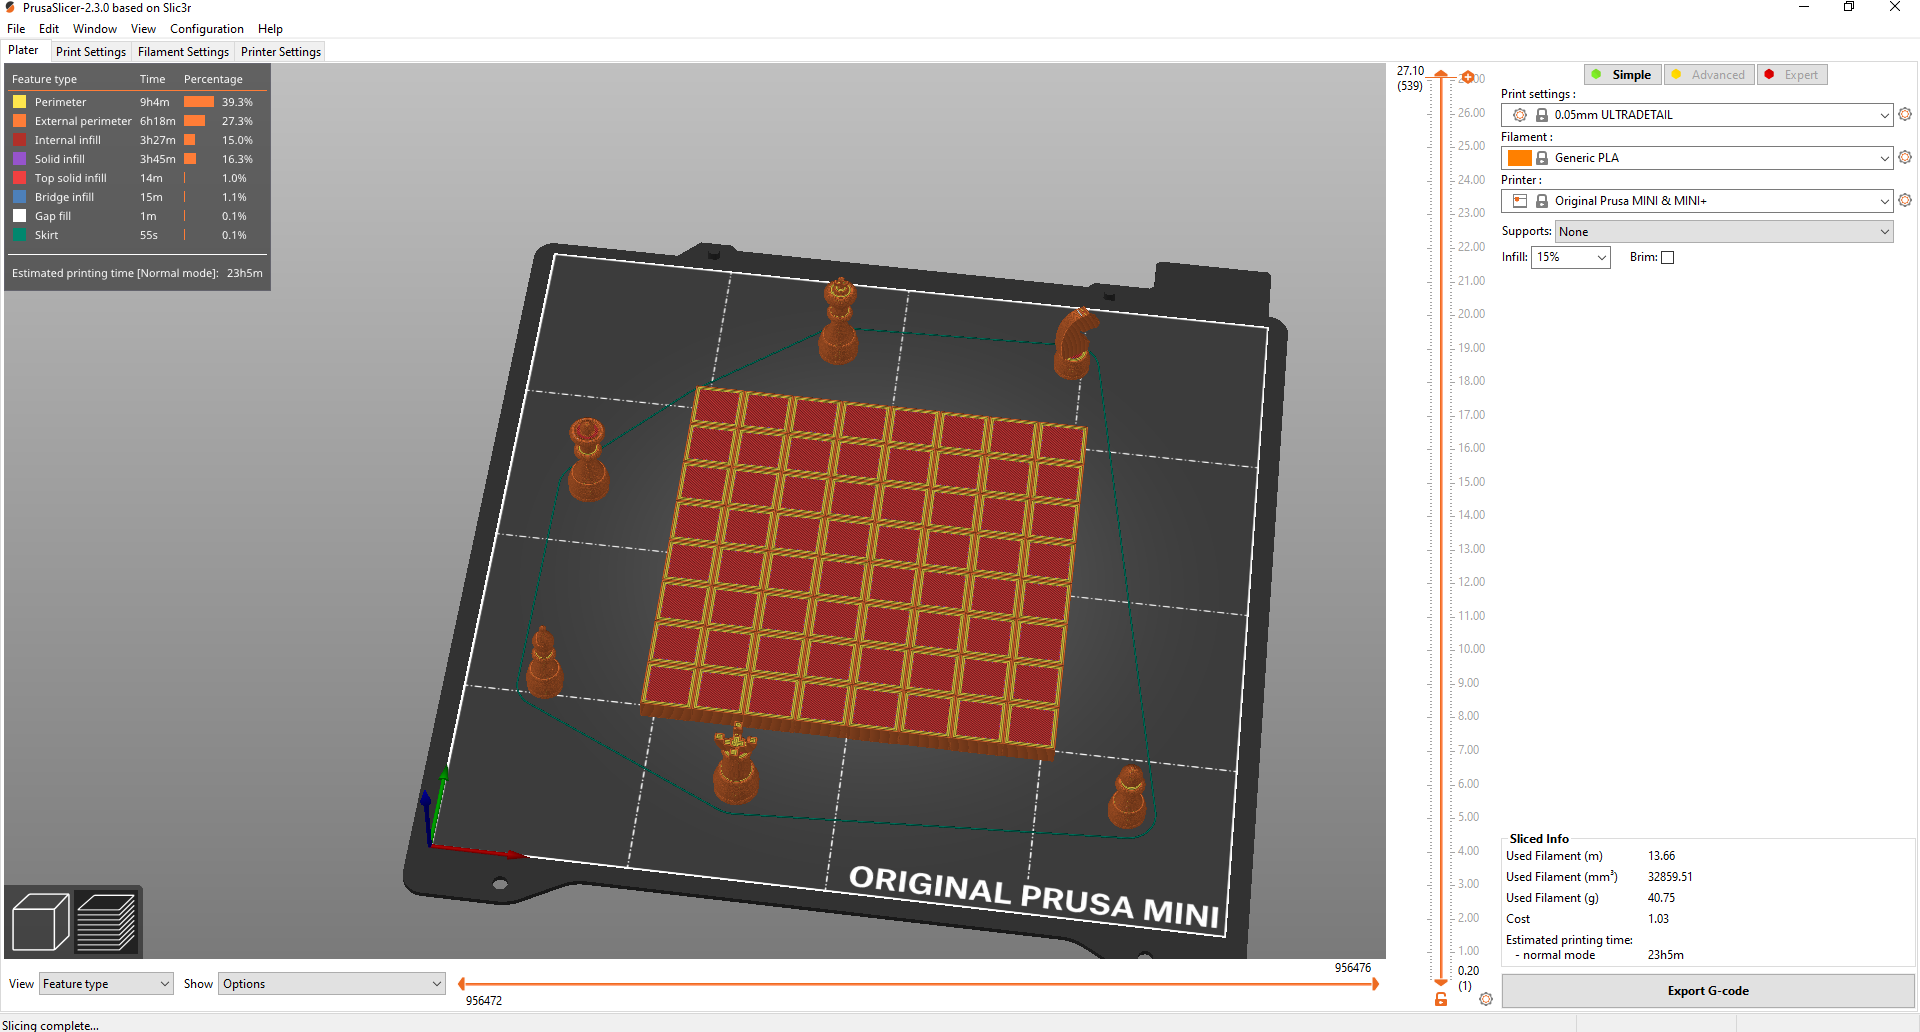 PrusaSlicer-2.3.0 based on Slic3r
File Edit Window View Configuration Help
Plater Print Settings Filament Settings Printer Settings
Feature type Time Percentage
Perimeter 9h4m 39.3%
External perimeter 6h18m 27.3%
Internal infill 3h27m 15.0%
Solid infill 3h45m 16.3%
Top solid infill 14m 1.0%
Bridge infill 15m 1.1%
Gap fill 1m 0.1%
Skirt 55s 0.1%
Estimated printing time [Normal mode]: 23h5m
ORIGINAL PRUSA MINI
27.10
(539)
26.00
25.00
24.00
23.00
22.00
21.00
20.00
19.00
18.00
17.00
16.00
15.00
14.00
13.00
12.00
11.00
10.00
9.00
8.00
7.00
6.00
5.00
4.00
3.00
2.00
1.00
0.20
(1)
Simple Advanced Expert
Print settings :
0.05mm ULTRADETAIL
Filament :
Generic PLA
Printer :
Original Prusa MINI & MINI+
Supports: None
Infill: 15% Brim:
Sliced Info
Used Filament (m) 13.66
Used Filament (mm³) 32859.51
Used Filament (g) 40.75
Cost 1.03
Estimated printing time:
- normal mode 23h5m
Export G-code
View Feature type Show Options
956476
956472
Slicing complete...